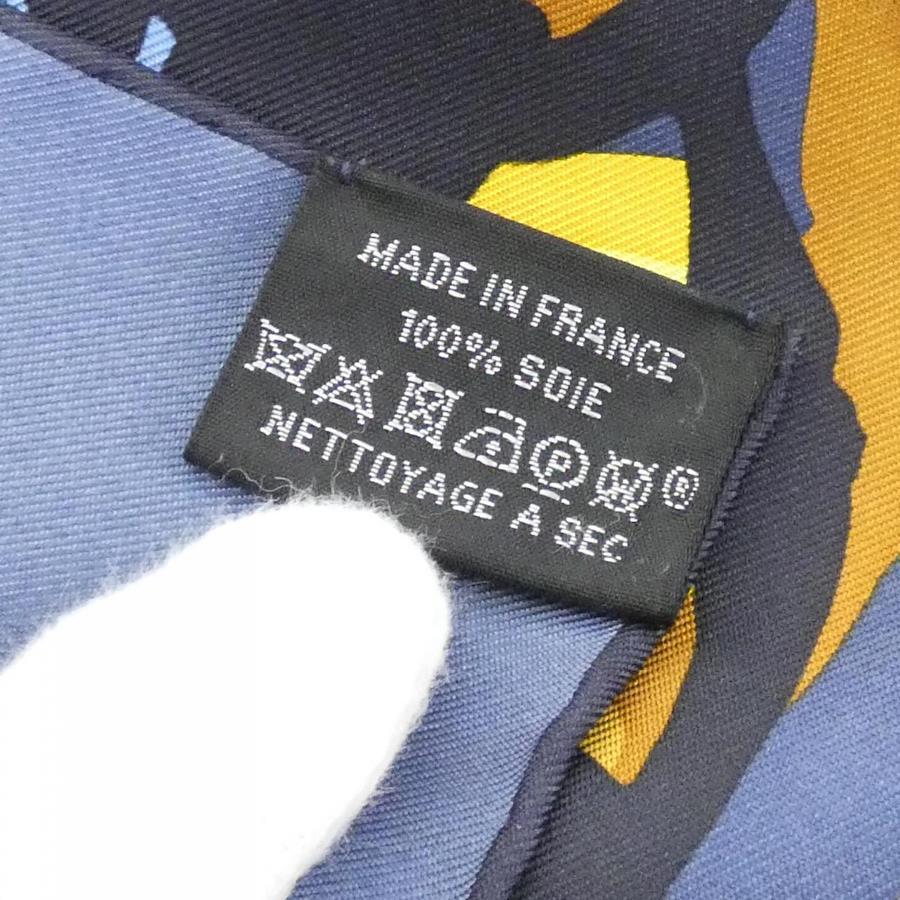 MADE IN FRANCE
100% SOIE
P W ®
NETTOYAGE À SEC